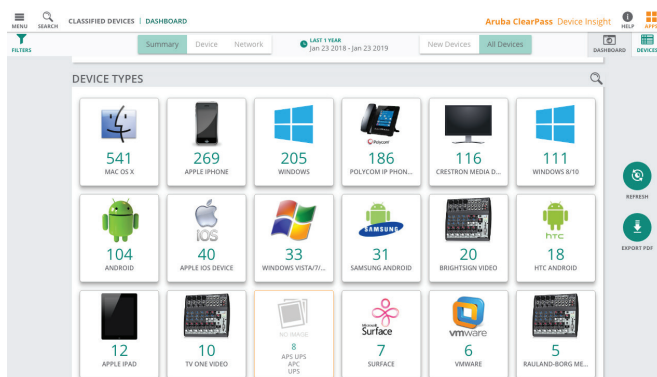 MENU
SEARCH
CLASSIFIED DEVICES | DASHBOARD
Aruba ClearPass Device Insight
HELP
APPS
FILTERS
Summary Device Network
LAST 1 YEAR
Jan 23 2018 - Jan 23 2019
New Devices All Devices
DASHBOARD
DEVICES
DEVICE TYPES
Polycom
541 269 205 186 116 111
MAC OS X APPLE IPHONE WINDOWS POLYCOM IP PHON... CRESTRON MEDIA D... WINDOWS 8/10
REFRESH
iOS SAMSUNG hTC
104 40 33 31 20 18
ANDROID APPLE IOS DEVICE WINDOWS VISTA/7/... SAMSUNG ANDROID BRIGHTSIGN VIDEO HTC ANDROID
EXPORT PDF
NO IMAGE Microsoft Surface vmware
12 10 8 7 6 5
APPLE IPAD TV ONE VIDEO APS UPS SURFACE VMWARE RAULAND-BORG ME...
APC
UPS